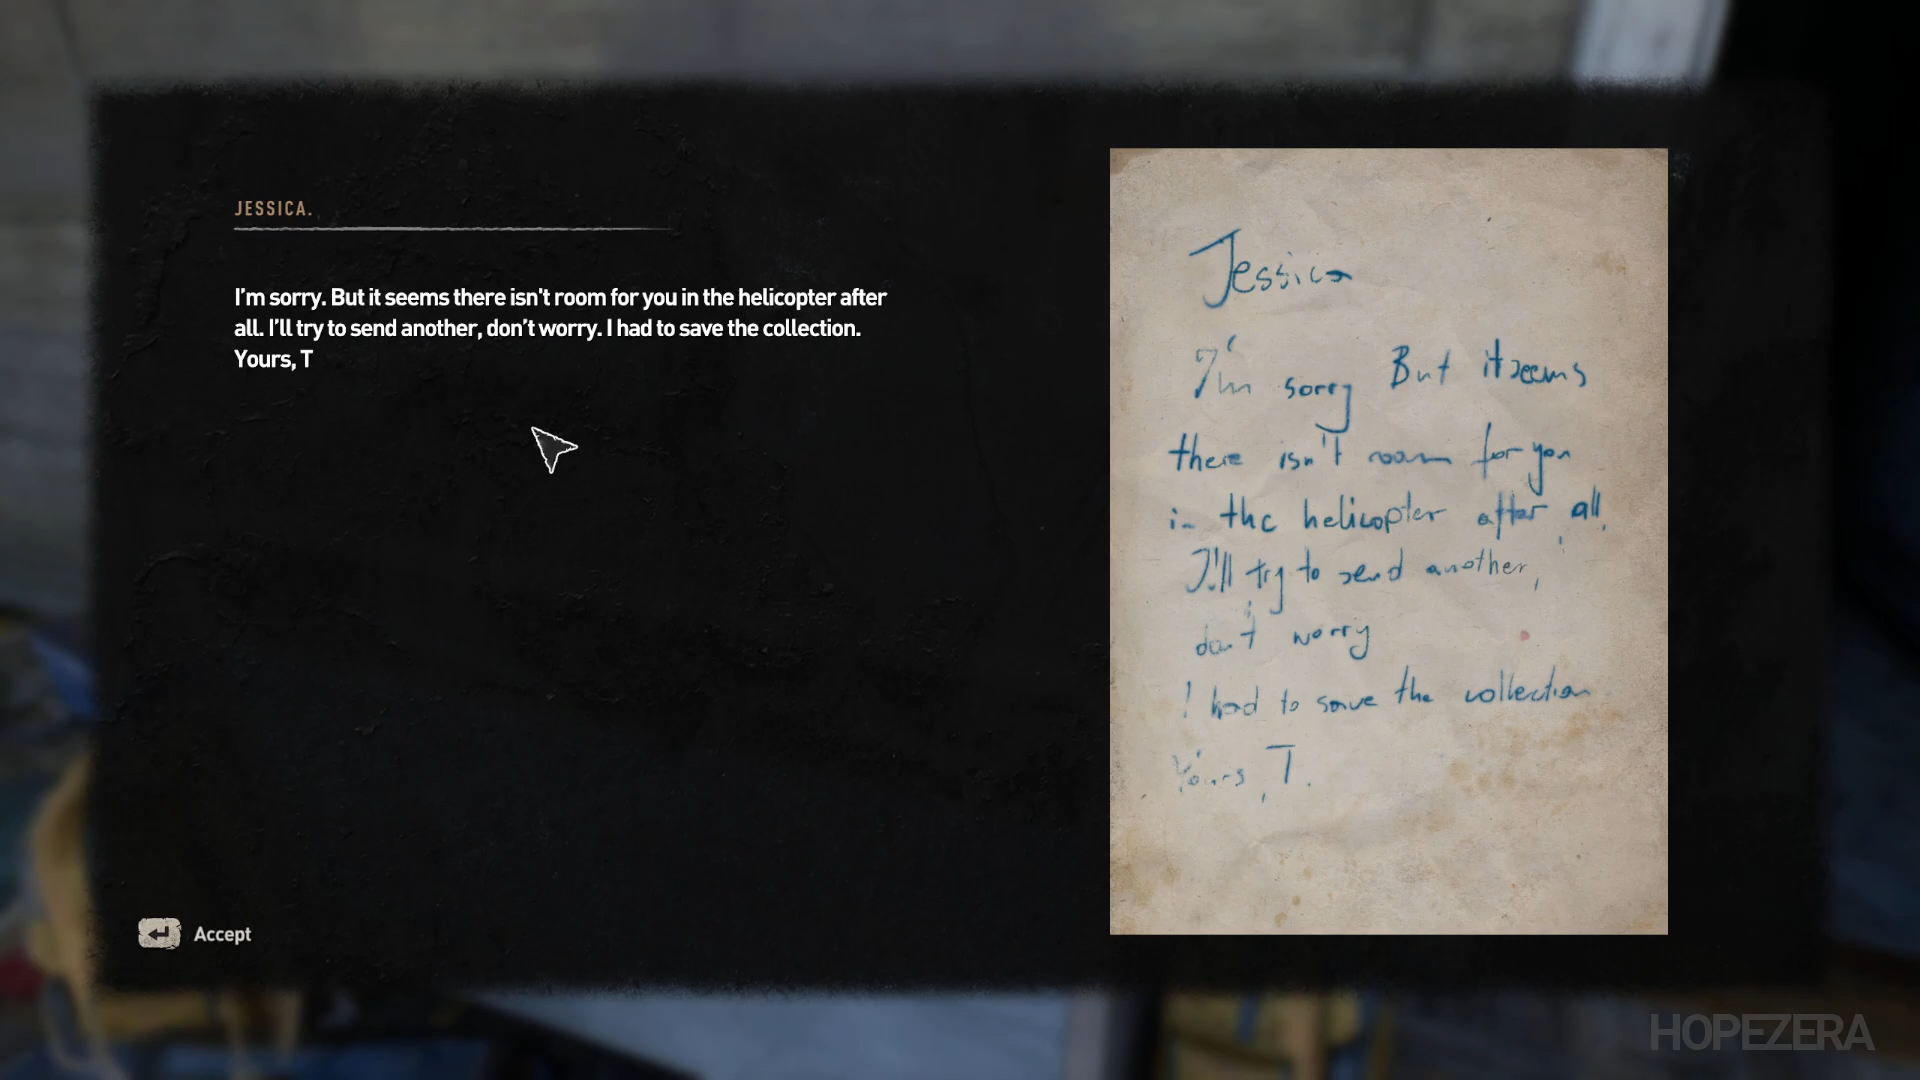 JESSICA.
I'm sorry. But it seems there isn't room for you in the helicopter after
all. I'll try to send another, don't worry. I had to save the collection.
Yours, T
Accept
Jessica
I'm sorry But it seems
there isn't room for you
in the helicopter after all.
I'll try to send another,
don't worry
I had to save the collection
Yours, T.
HOPEZERA